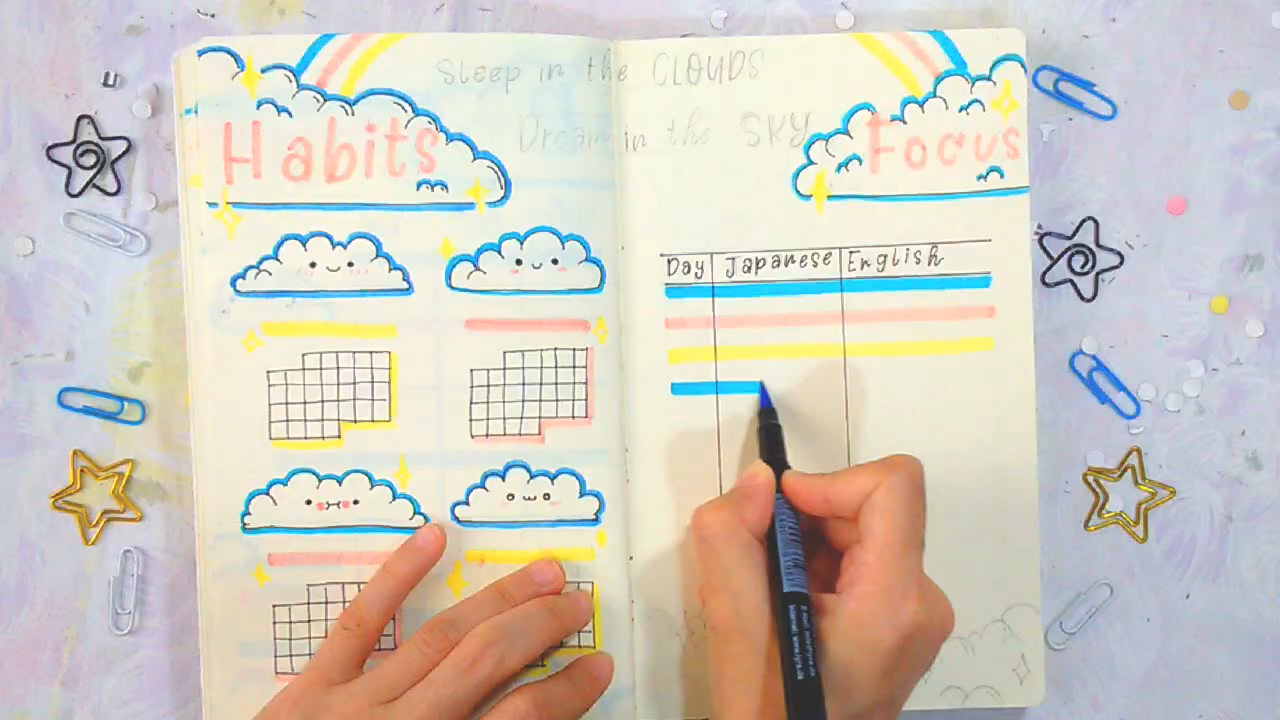 Sleep in the CLOUDS
Dream in the SKY
Habits
Focus
Day Japanese English